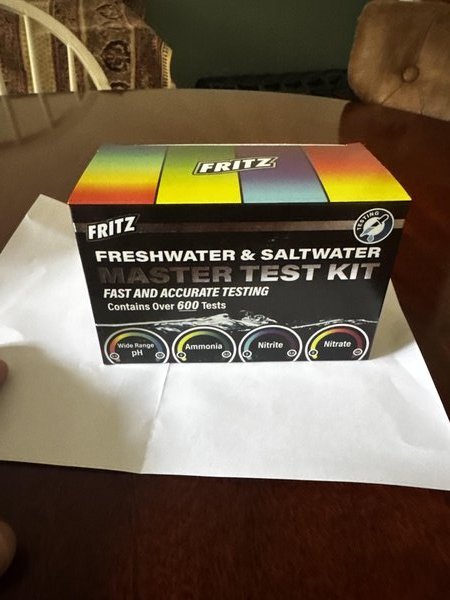 FRITZ
FRITZ
TESTING
FRESHWATER & SALTWATER
MASTER TEST KIT
FAST AND ACCURATE TESTING
Contains Over 600 Tests
Wide Range
pH
Ammonia
Nitrite
Nitrate